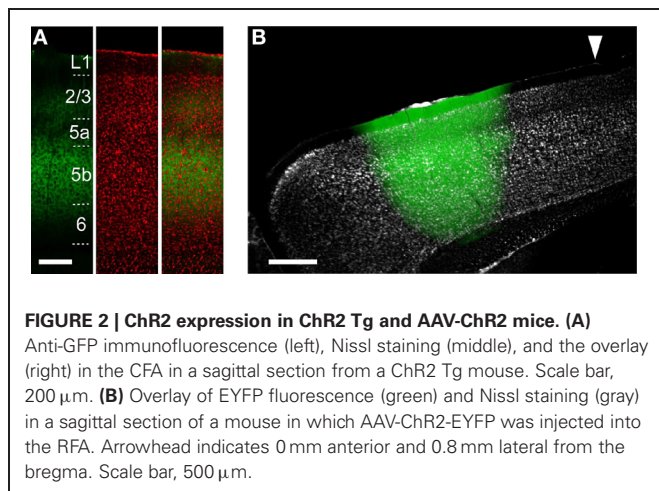 A
B
L1
2/3
5a
5b
6
FIGURE 2 | ChR2 expression in ChR2 Tg and AAV-ChR2 mice. (A)
Anti-GFP immunofluorescence (left), Nissl staining (middle), and the overlay
(right) in the CFA in a sagittal section from a ChR2 Tg mouse. Scale bar,
200 μm. (B) Overlay of EYFP fluorescence (green) and Nissl staining (gray)
in a sagittal section of a mouse in which AAV-ChR2-EYFP was injected into
the RFA. Arrowhead indicates 0 mm anterior and 0.8 mm lateral from the
bregma. Scale bar, 500 μm.